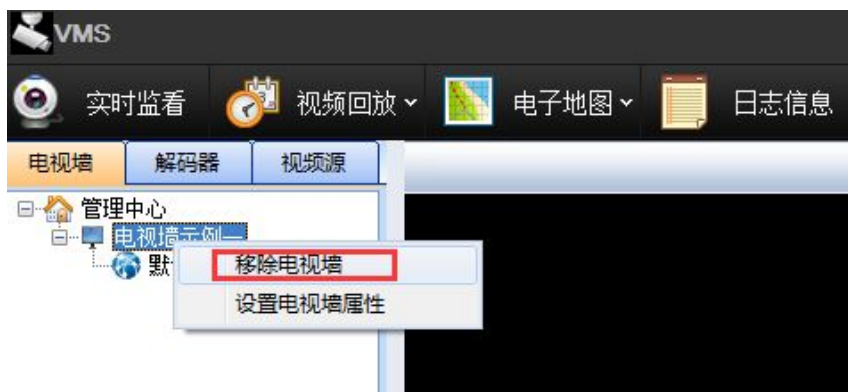 VMS
实时监看 视频回放 电子地图 日志信息
电视墙 解码器 视频源
管理中心
电视墙示例一
默
移除电视墙
设置电视墙属性